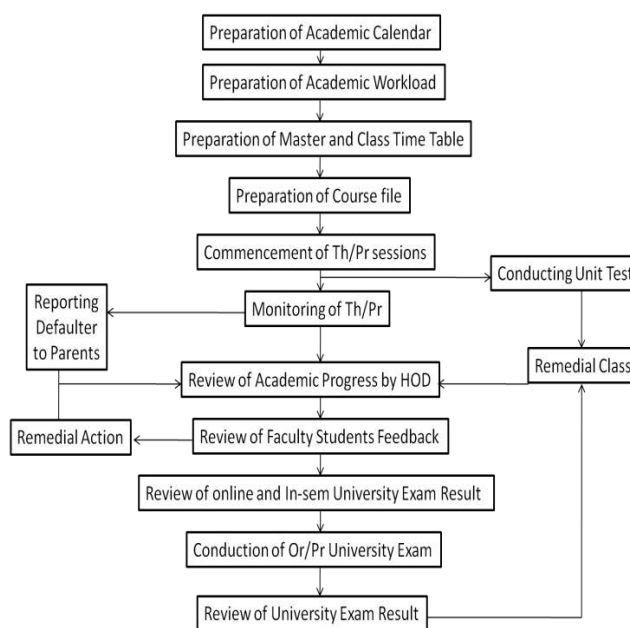 Preparation of Academic Calendar
Preparation of Academic Workload
Preparation of Master and Class Time Table
Preparation of Course file
Commencement of Th/Pr sessions
Conducting Unit Test
Reporting
Defaulter
to Parents
Monitoring of Th/Pr
Remedial Class
Review of Academic Progress by HOD
Remedial Action
Review of Faculty Students Feedback
Review of online and In-sem University Exam Result
Conduction of Or/Pr University Exam
Review of University Exam Result